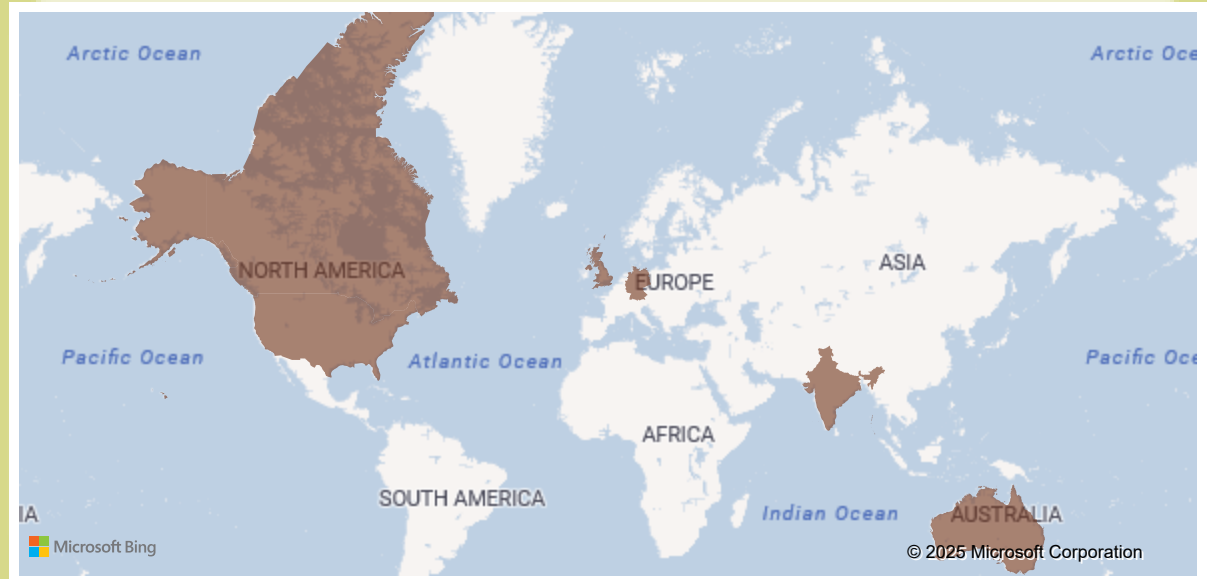 Arctic Ocean
Arctic Oce
NORTH AMERICA
ASIA
EUROPE
Pacific Ocean
Atlantic Ocean
Pacific Oce
AFRICA
SOUTH AMERICA
Indian Ocean
AUSTRALIA
IA
Microsoft Bing
© 2025 Microsoft Corporation